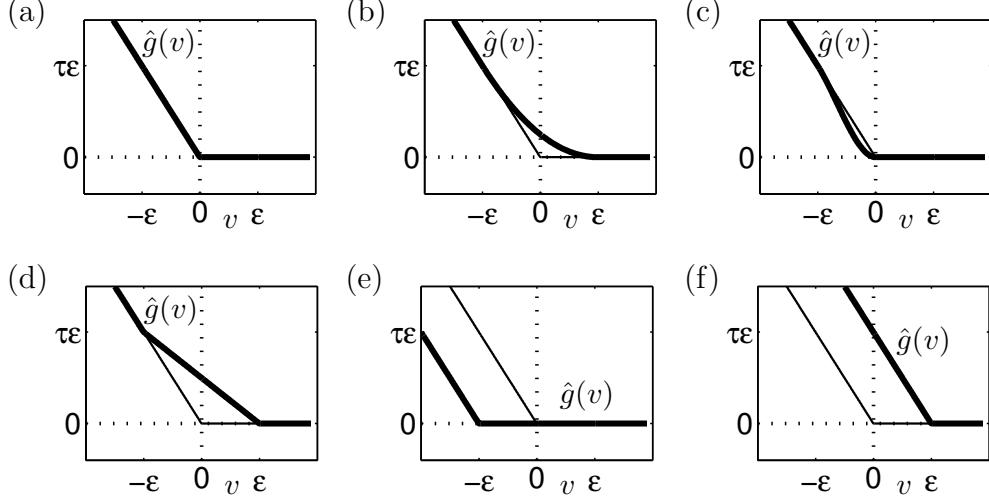 (a) (b) (c)
ĝ(v) ĝ(v) ĝ(v)
τε τε τε
0 0 0
−ε 0 v ε −ε 0 v ε −ε 0 v ε
(d) (e) (f)
ĝ(v)
τε τε τε
ĝ(v)
ĝ(v)
0 0 0
−ε 0 v ε −ε 0 v ε −ε 0 v ε